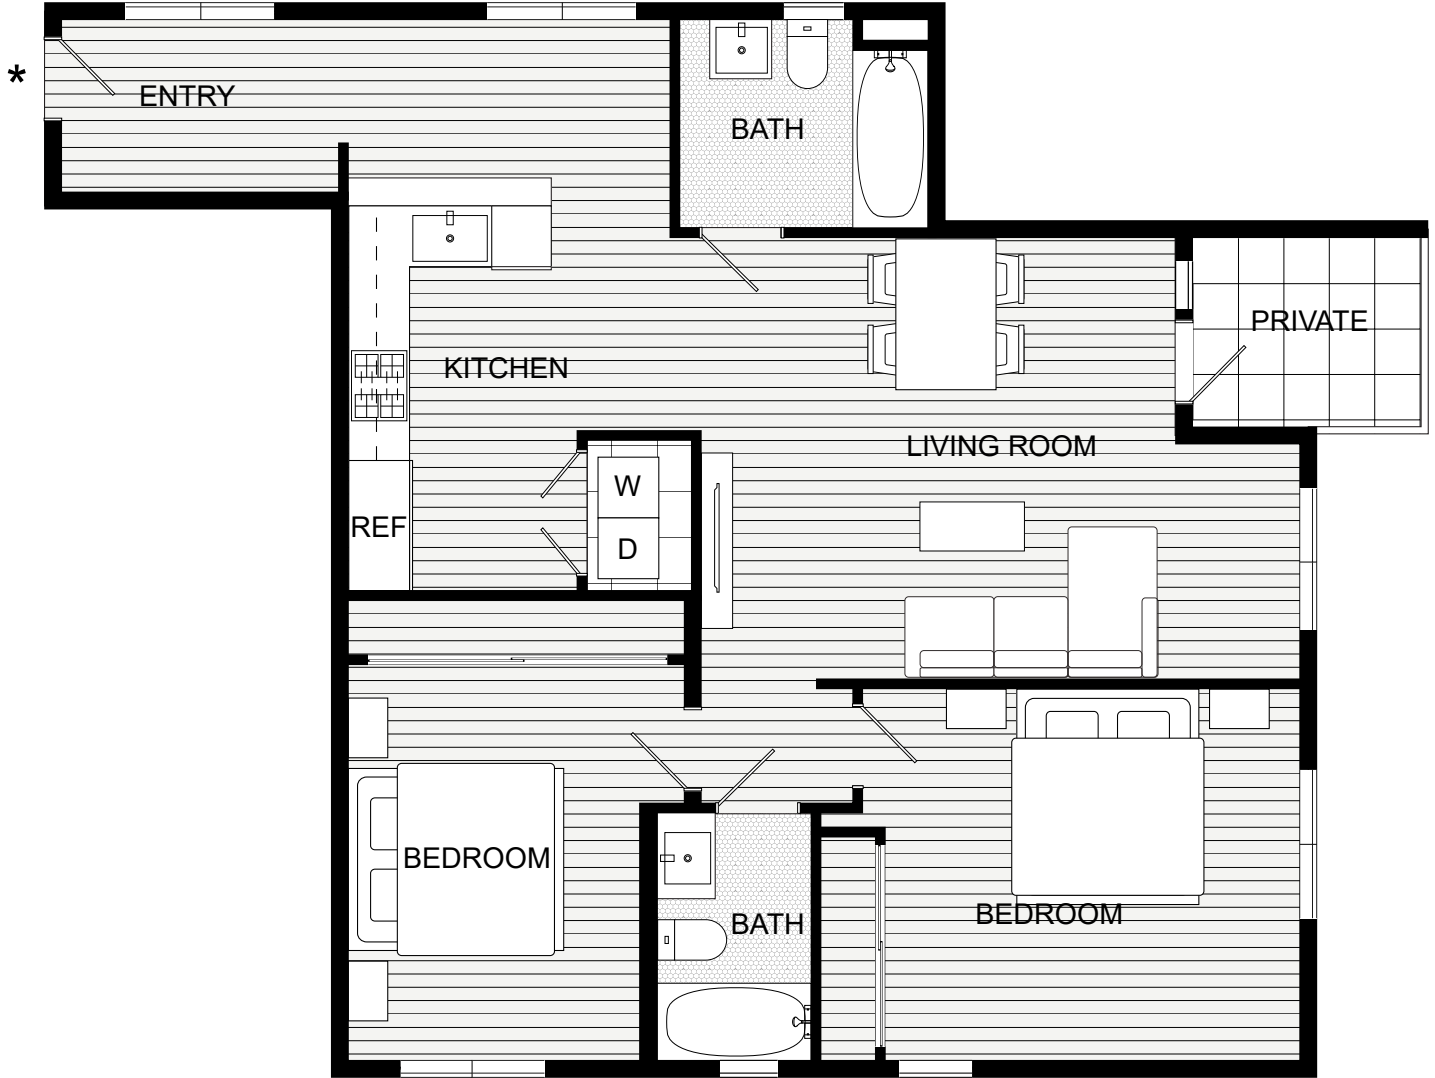 *
ENTRY
BATH
PRIVATE
KITCHEN
LIVING ROOM
W
REF
D
BEDROOM
BEDROOM
BATH